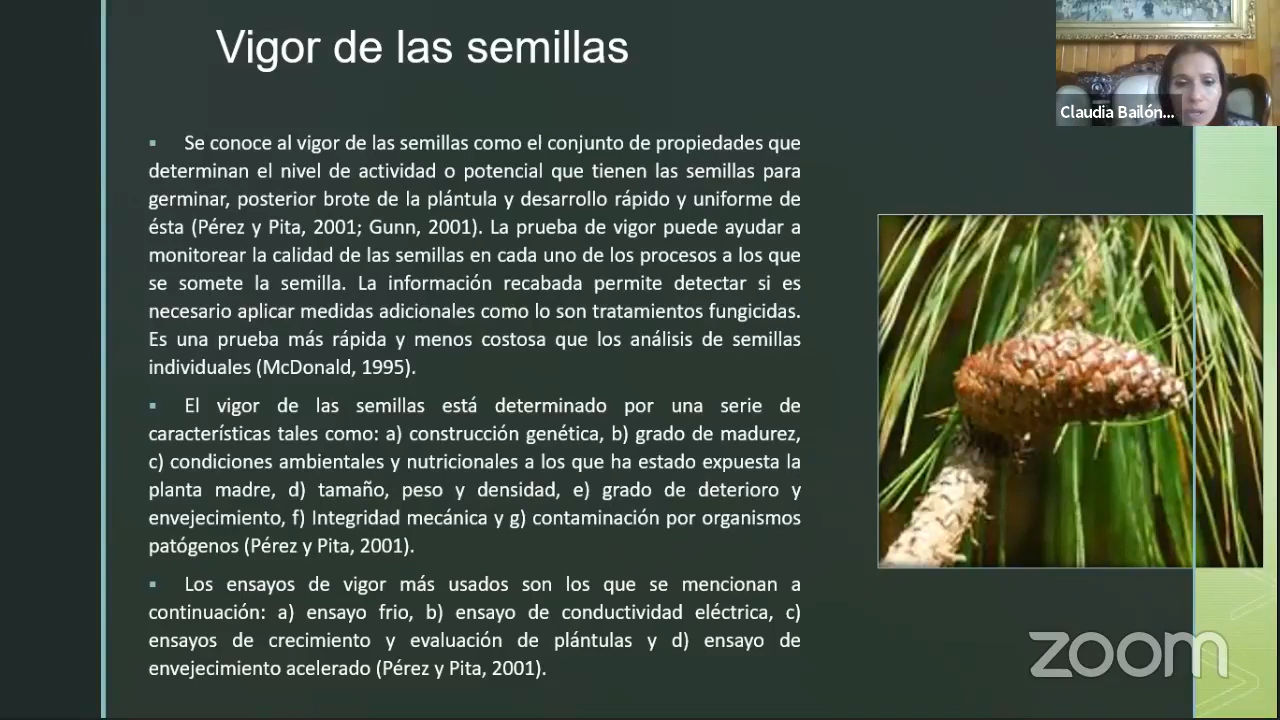 Vigor de las semillas
Claudia Bailón...
▪ Se conoce al vigor de las semillas como el conjunto de propiedades que
determinan el nivel de actividad o potencial que tienen las semillas para
germinar, posterior brote de la plántula y desarrollo rápido y uniforme de
ésta (Pérez y Pita, 2001; Gunn, 2001). La prueba de vigor puede ayudar a
monitorear la calidad de las semillas en cada uno de los procesos a los que
se somete la semilla. La información recabada permite detectar si es
necesario aplicar medidas adicionales como lo son tratamientos fungicidas.
Es una prueba más rápida y menos costosa que los análisis de semillas
individuales (McDonald, 1995).
▪ El vigor de las semillas está determinado por una serie de
características tales como: a) construcción genética, b) grado de madurez,
c) condiciones ambientales y nutricionales a los que ha estado expuesta la
planta madre, d) tamaño, peso y densidad, e) grado de deterioro y
envejecimiento, f) Integridad mecánica y g) contaminación por organismos
patógenos (Pérez y Pita, 2001).
▪ Los ensayos de vigor más usados son los que se mencionan a
continuación: a) ensayo frio, b) ensayo de conductividad eléctrica, c)
ensayos de crecimiento y evaluación de plántulas y d) ensayo de
envejecimiento acelerado (Pérez y Pita, 2001).
zoom